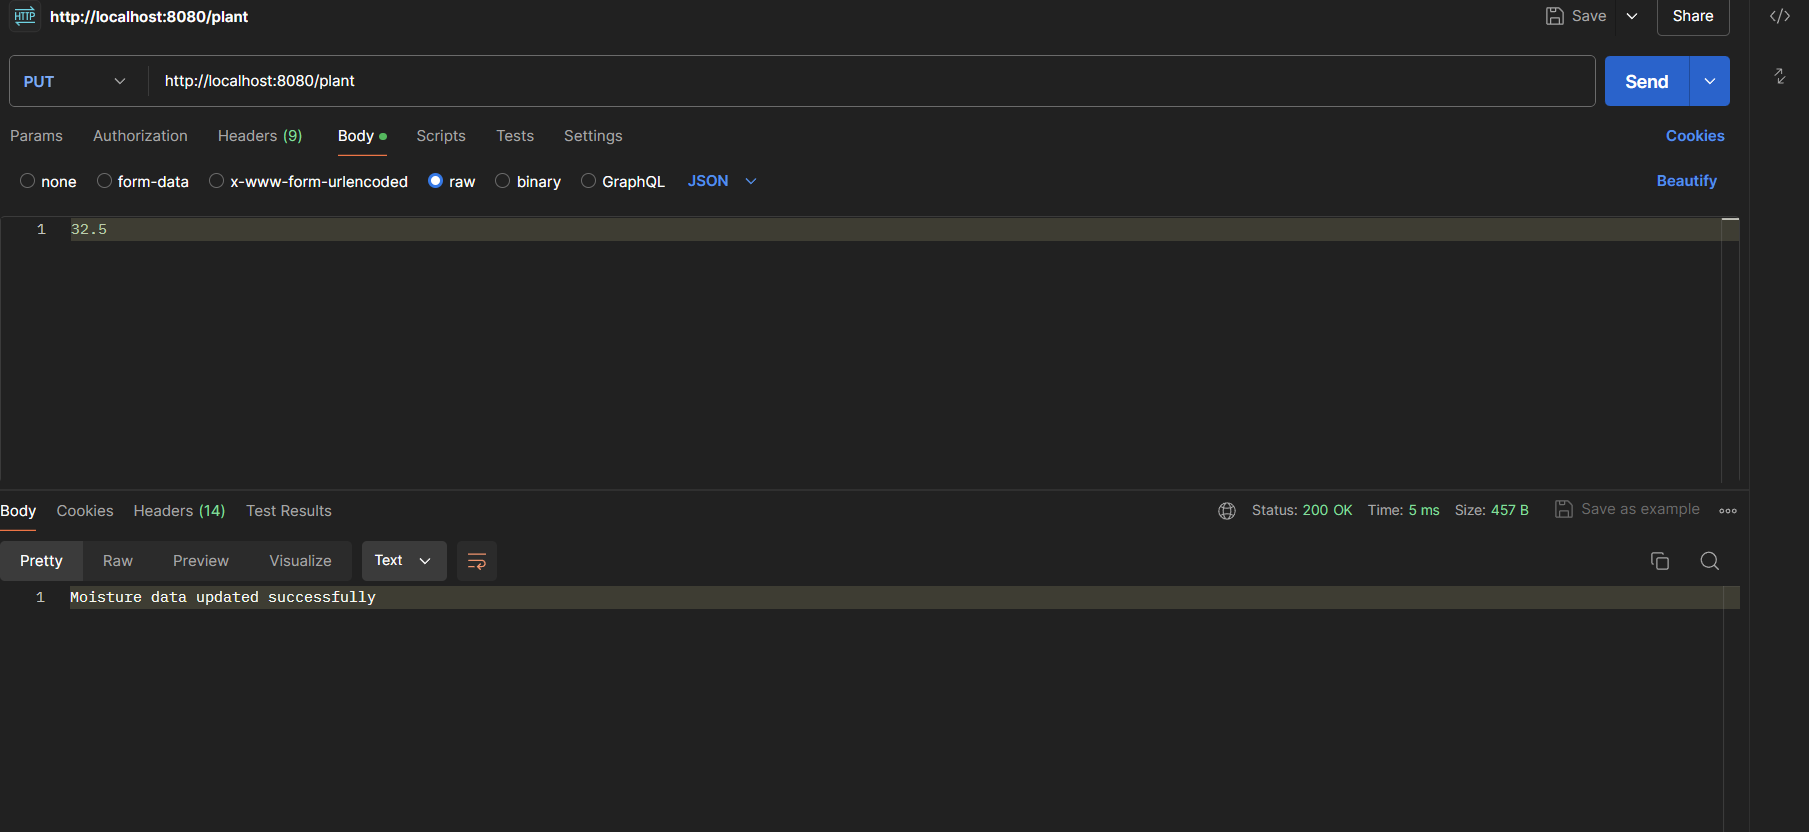 HTTP http://localhost:8080/plant Save Share
PUT http://localhost:8080/plant Send
Params Authorization Headers (9) Body Scripts Tests Settings Cookies
none form-data x-www-form-urlencoded raw binary GraphQL JSON Beautify
1 32.5
Body Cookies Headers (14) Test Results Status: 200 OK Time: 5 ms Size: 457 B Save as example
Pretty Raw Preview Visualize Text
1 Moisture data updated successfully